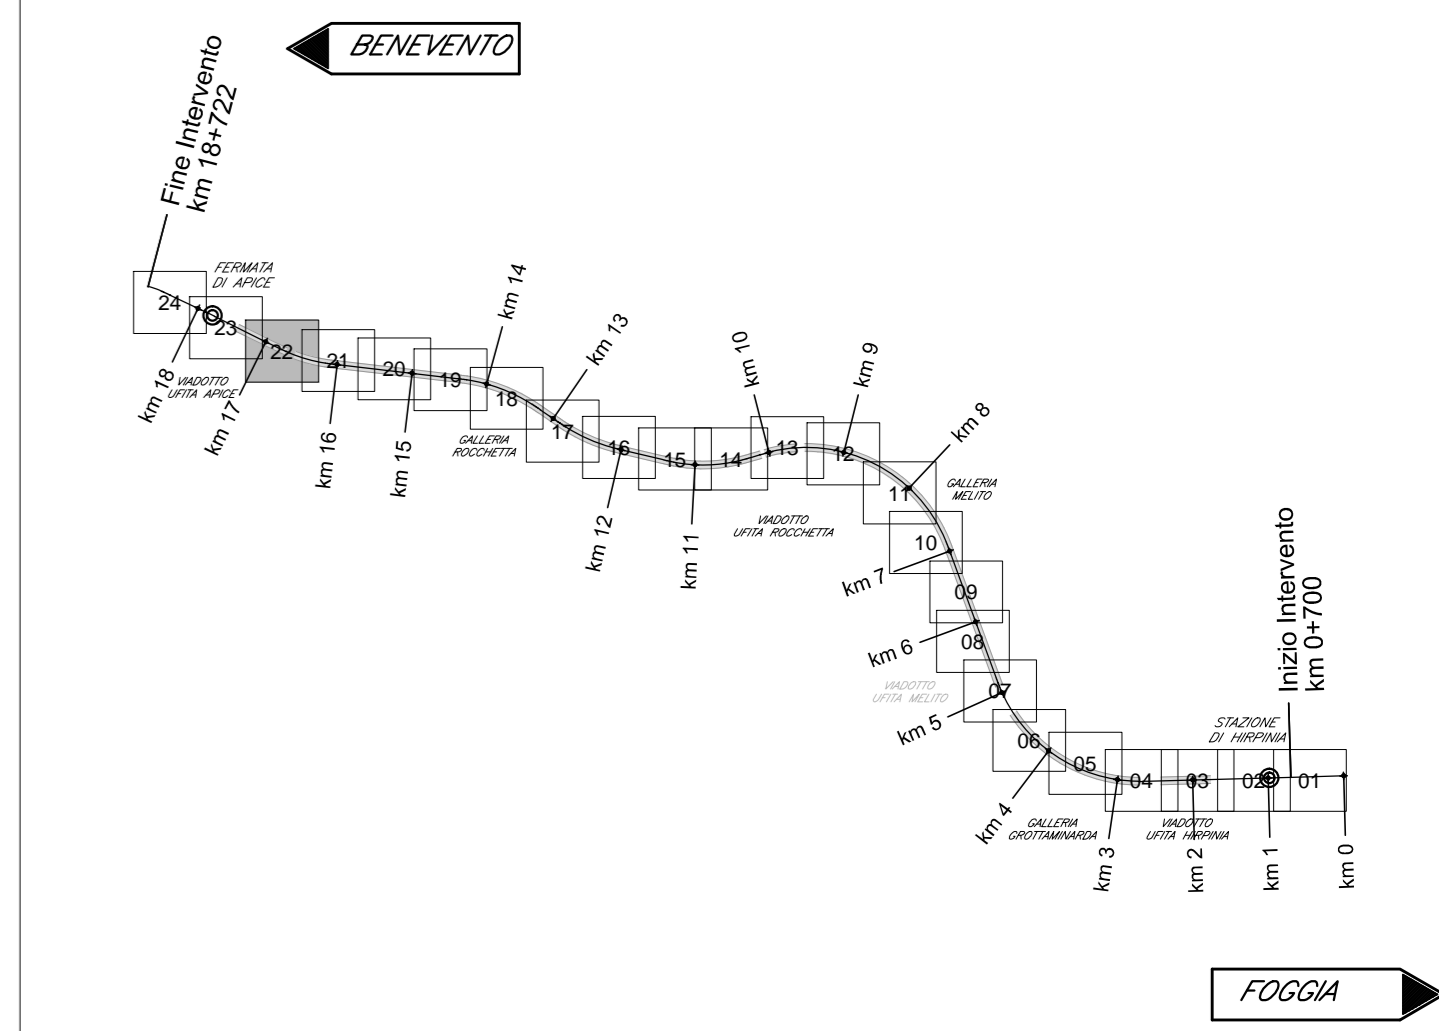 BENEVENTO
Fine Intervento
km 18+722
FERMATA
DI APICE
24
23
22
21
20
19
18
17
16
15
14
13
12
11
10
09
08
07
06
05
04
03
02
01
km 18
VIADOTTO
UFITA APICE
km 17
km 16
km 15
km 14
GALLERIA
ROCCHETTA
km 13
km 12
km 11
VIADOTTO
UFITA ROCCHETTA
km 10
km 9
km 8
GALLERIA
MELITO
km 7
km 6
VIADOTTO
UFITA MELITO
km 5
km 4
GALLERIA
GROTTAMINARDA
km 3
VIADOTTO
UFITA HIRPINIA
km 2
STAZIONE
DI HIRPINIA
km 1
Inizio Intervento
km 0+700
km 0
FOGGIA